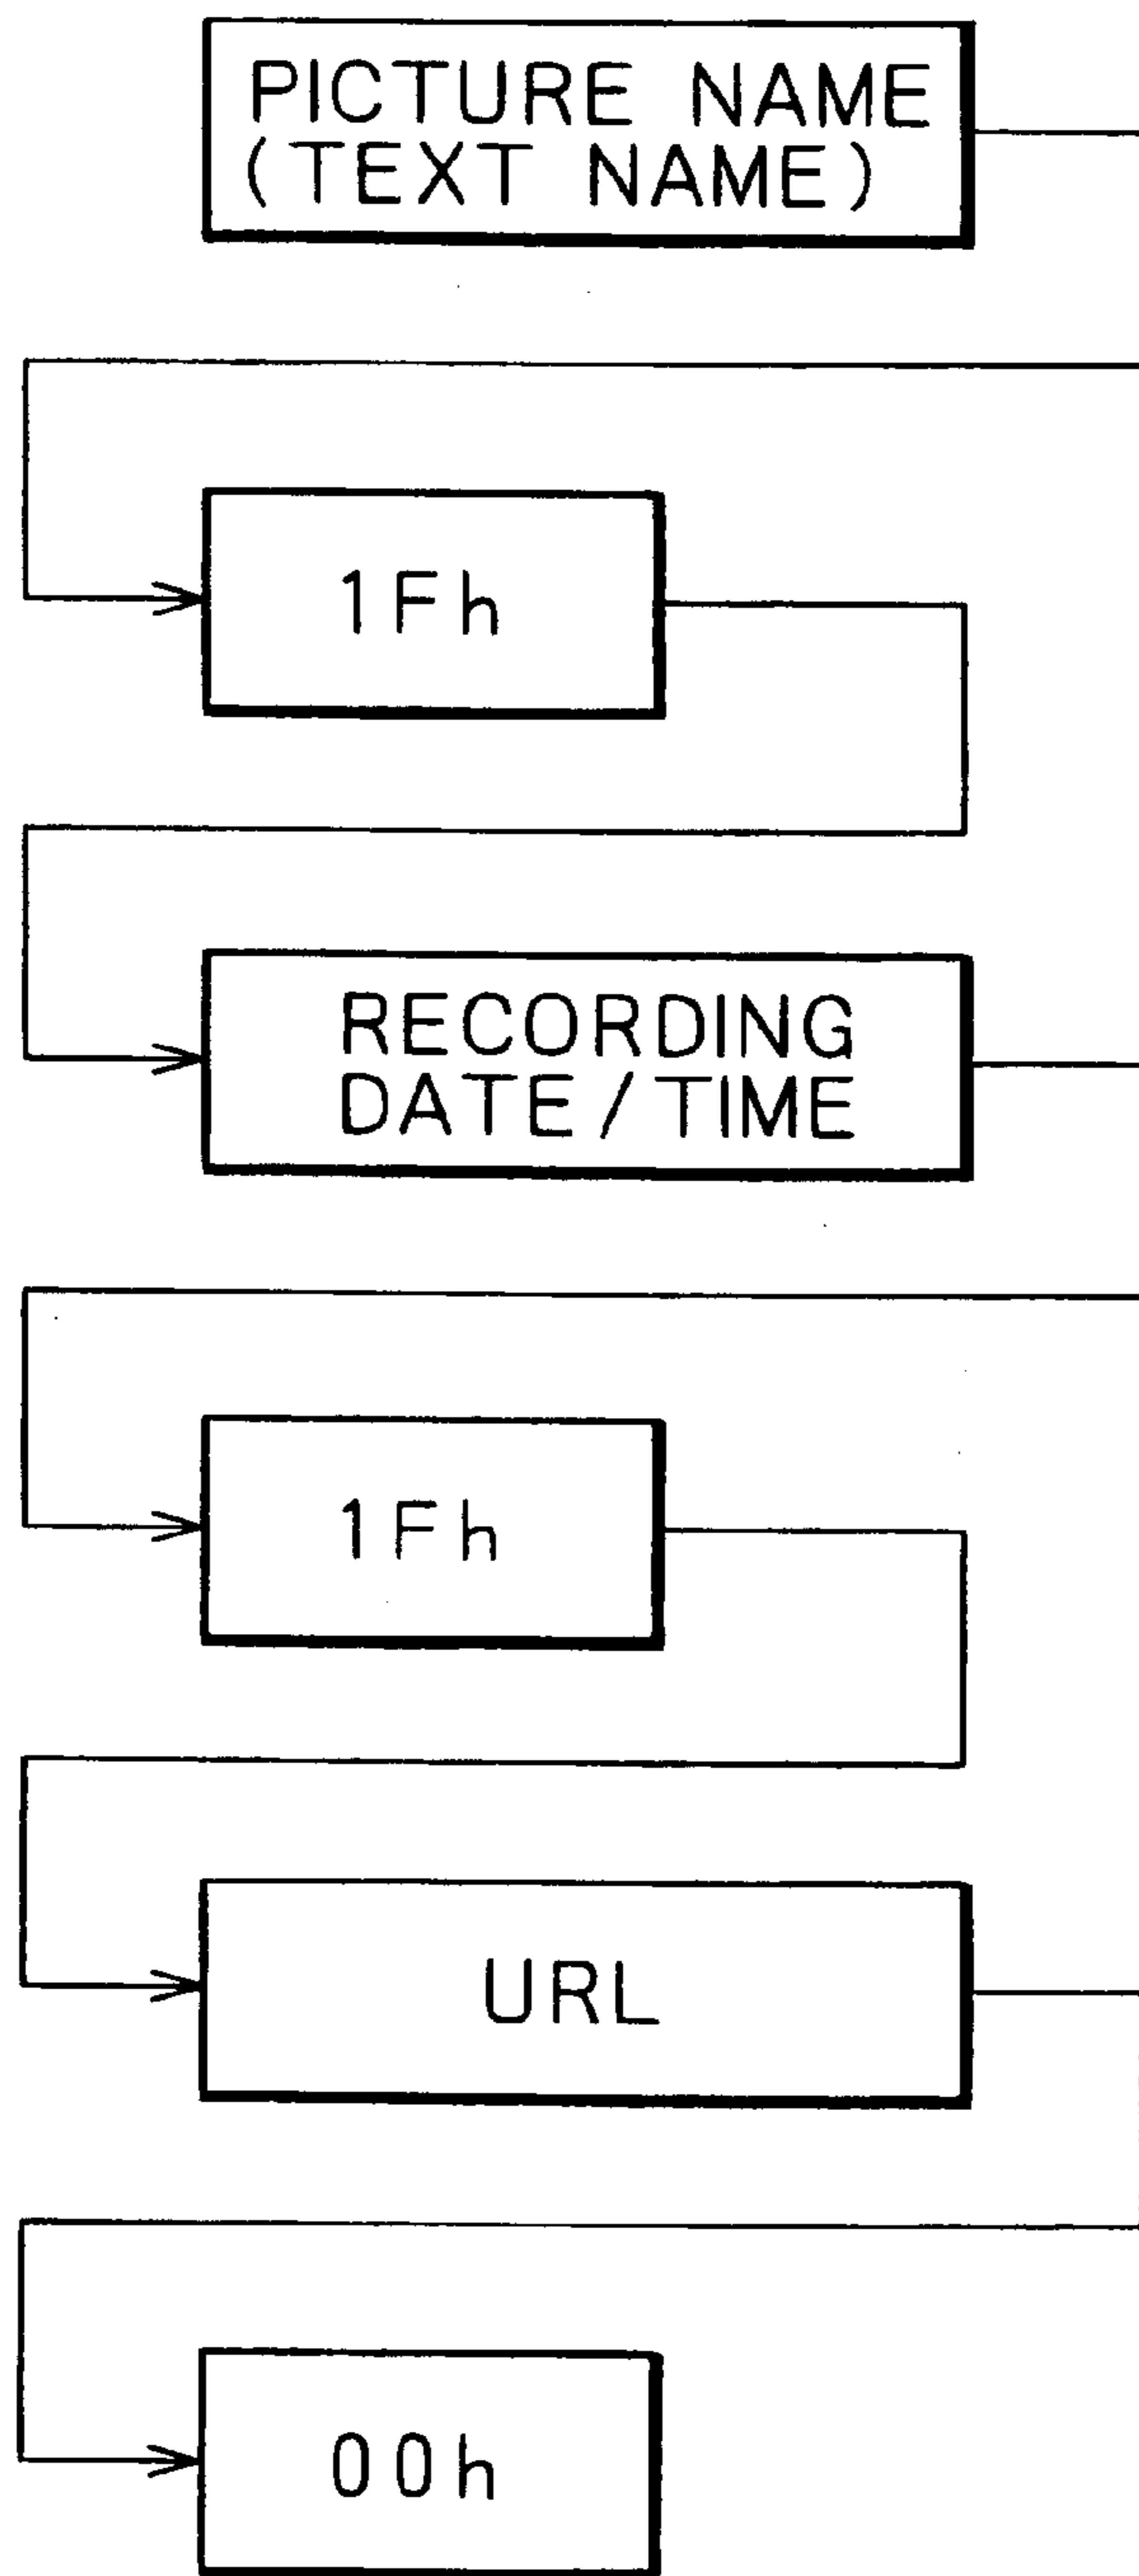 PICTURE NAME
(TEXT NAME)
1Fh
RECORDING
DATE/TIME
1Fh
URL
00h